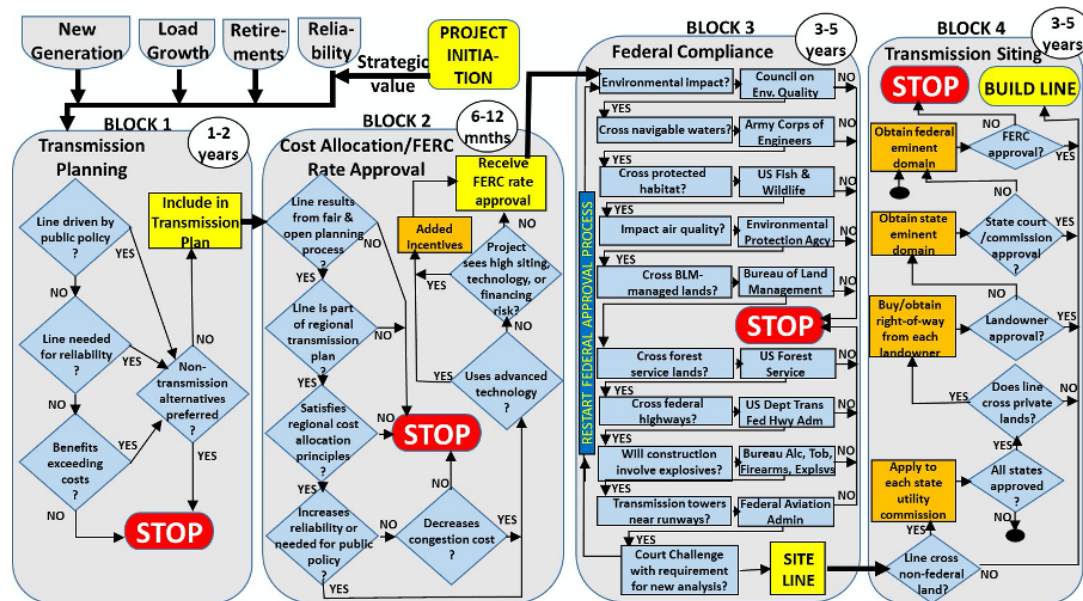 New
Generation
Load
Growth
Retire-
ments
Relia-
bility
Strategic
value
PROJECT
INITIA-
TION
BLOCK 1
1-2
years
Transmission
Planning
Line driven by
public policy
?
YES
NO
Include in
Transmission
Plan
Line needed
for reliability
?
YES
NO
NO
Non-
transmission
alternatives
preferred
?
Benefits
exceeding
costs
?
YES
NO
YES
STOP
BLOCK 2
6-12
mnths
Cost Allocation/FERC
Rate Approval
Receive
FERC rate
approval
Line results
from fair &
open planning
process
?
NO
YES
Added
Incentives
NO
Project
sees high siting,
technology, or
financing
risk?
YES
Line is part
of regional
transmission
plan
?
NO
YES
NO
YES
Uses advanced
technology
?
Satisfies
regional cost
allocation
principles
?
NO
STOP
YES
NO
Increases
reliability or
needed for public
policy
?
NO
Decreases
congestion cost
?
YES
YES
BLOCK 3
3-5
years
Federal Compliance
RESTART FEDERAL APPROVAL PROCESS
Environmental impact?
Council on
Env. Quality
NO
YES
Cross navigable waters?
Army Corps of
Engineers
NO
YES
Cross protected
habitat?
US FIsh &
Wildlife
NO
YES
Impact air quality?
Environmental
Protection Agcy
NO
YES
Cross BLM-
managed lands?
Bureau of Land
Management
NO
STOP
YES
Cross forest
service lands?
US Forest
Service
NO
YES
Cross federal
highways?
US Dept Trans
Fed Hwy Adm
NO
YES
WIll construction
involve explosives?
Bureau Alc, Tob,
Firearms, Explsvs
NO
YES
Transmission towers
near runways?
Federal Aviation
Admin
NO
YES
Court Challenge
with requirement
for new analysis?
SITE
LINE
BLOCK 4
3-5
years
Transmission Siting
STOP
BUILD LINE
Obtain federal
eminent
domain
NO
FERC
approval?
YES
YES
NO
Obtain state
eminent
domain
State court
/commission
approval
?
YES
NO
Buy/obtain
right-of-way
from each
landowner
Landowner
approval?
YES
YES
Does line
cross private
lands?
NO
YES
Apply to
each state
utility
commission
All states
approved
?
NO
YES
LIne cross
non-federal
land?
NO